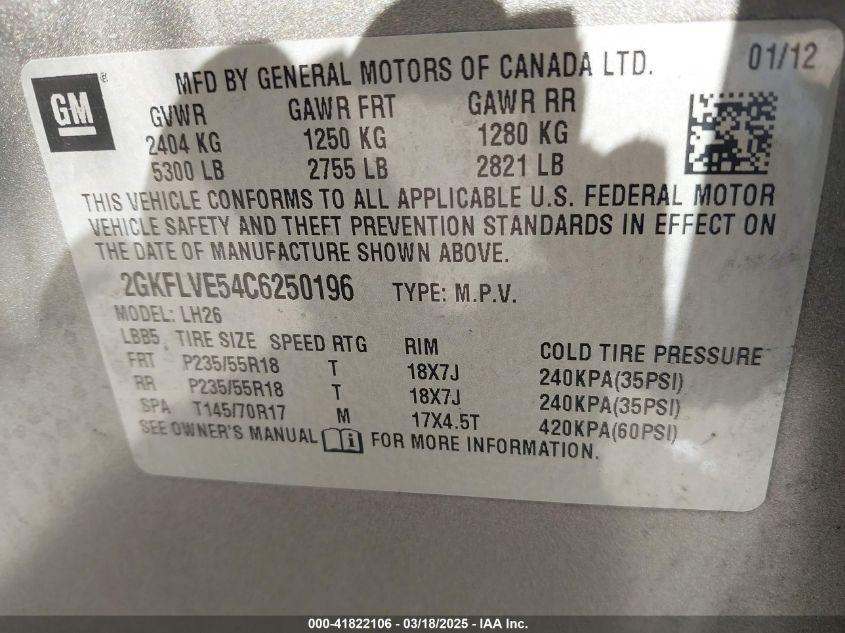 GM ®
MFD BY GENERAL MOTORS OF CANADA LTD. 01/12
GVWR GAWR FRT GAWR RR
2404 KG 1250 KG 1280 KG
5300 LB 2755 LB 2821 LB
THIS VEHICLE CONFORMS TO ALL APPLICABLE U.S. FEDERAL MOTOR
VEHICLE SAFETY AND THEFT PREVENTION STANDARDS IN EFFECT ON
THE DATE OF MANUFACTURE SHOWN ABOVE.
2GKFLVE54C6250196 TYPE: M.P.V.
MODEL: LH26
LBB5 TIRE SIZE SPEED RTG RIM COLD TIRE PRESSURE
FRT P235/55R18 T 18X7J 240KPA(35PSI)
RR P235/55R18 T 18X7J 240KPA(35PSI)
SPA T145/70R17 M 17X4.5T 420KPA(60PSI)
SEE OWNER'S MANUAL i FOR MORE INFORMATION.
000-41822106 — 03/18/2025 — IAA Inc.